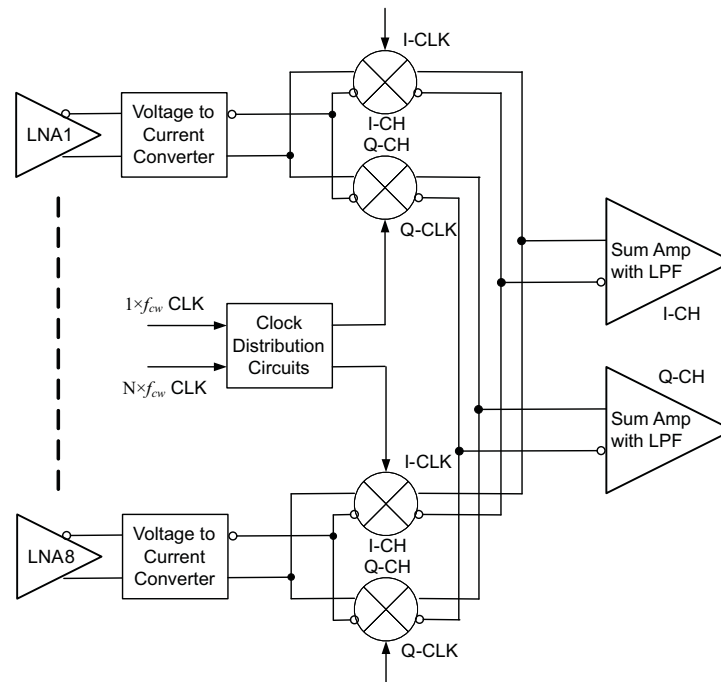 I-CLK
LNA1
Voltage to
Current
Converter
I-CH
Q-CH
Q-CLK
Sum Amp
with LPF
I-CH
1×fcw CLK
N×fcw CLK
Clock
Distribution
Circuits
Q-CH
Sum Amp
with LPF
I-CLK
LNA8
Voltage to
Current
Converter
I-CH
Q-CH
Q-CLK